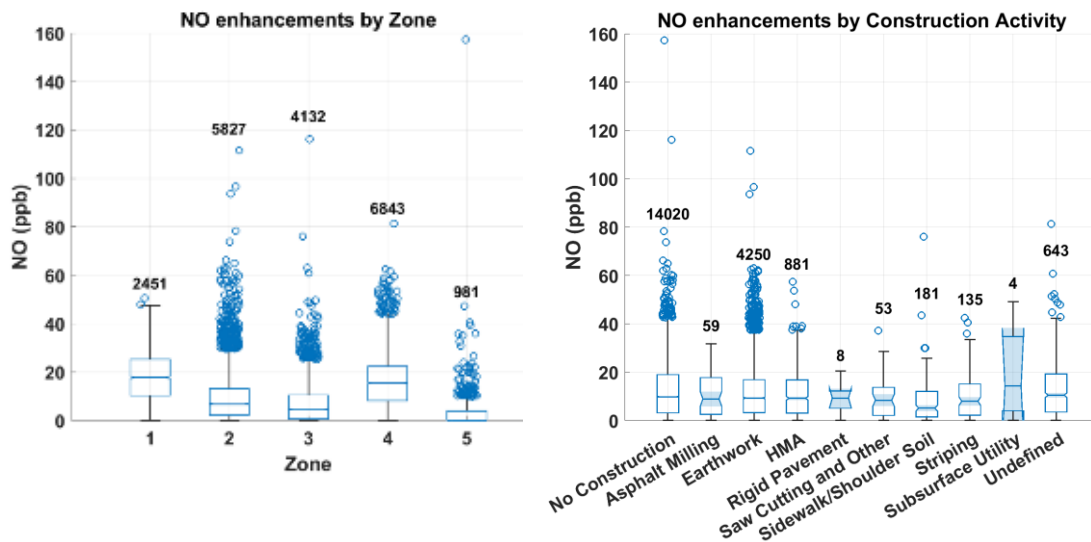 NO enhancements by Zone
NO (ppb)
160
140
120
100
80
60
40
20
0
2451
5827
4132
6843
981
1 2 3 4 5
Zone
NO enhancements by Construction Activity
NO (ppb)
160
140
120
100
80
60
40
20
0
14020
59
4250
881
8
53
181
135
4
643
No Construction
Asphalt Milling
Earthwork
HMA
Rigid Pavement
Saw Cutting and Other
Sidewalk/Shoulder Soil
Striping
Subsurface Utility
Undefined